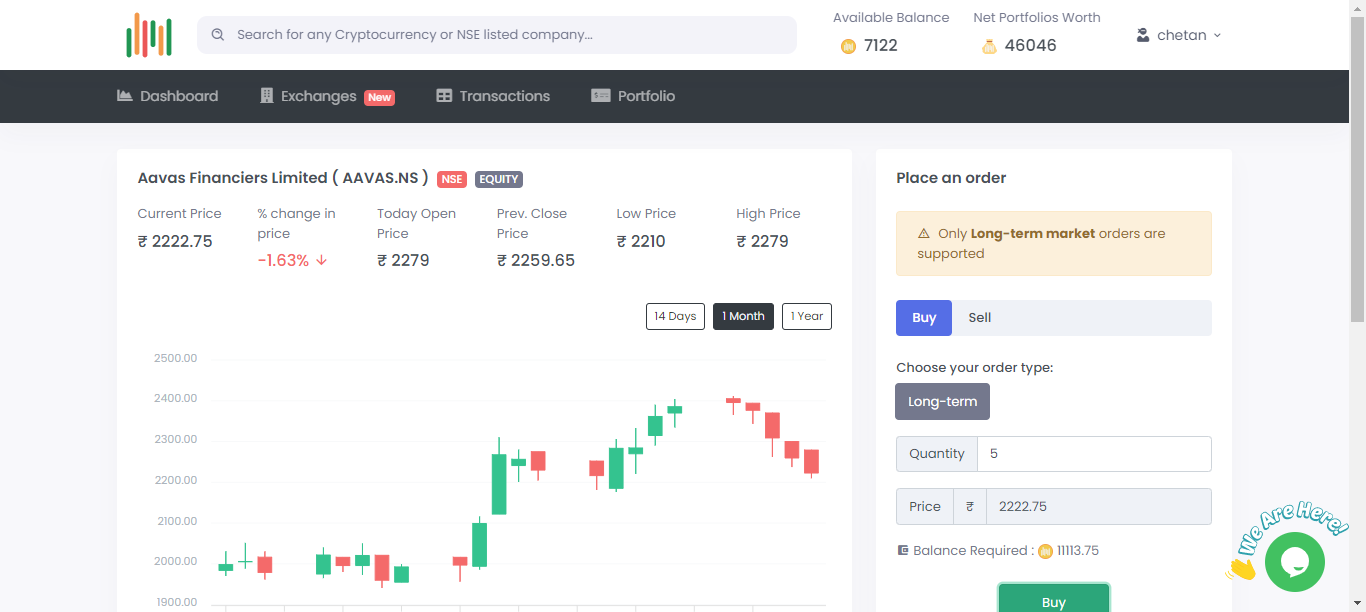 Search for any Cryptocurrency or NSE listed company...
Available Balance
7122
Net Portfolios Worth
46046
chetan
Dashboard
Exchanges New
Transactions
Portfolio
Aavas Financiers Limited ( AAVAS.NS ) NSE EQUITY
Current Price
₹ 2222.75
% change in
price
-1.63%
Today Open
Price
₹ 2279
Prev. Close
Price
₹ 2259.65
Low Price
₹ 2210
High Price
₹ 2279
14 Days
1 Month
1 Year
2500.00
2400.00
2300.00
2200.00
2100.00
2000.00
1900.00
Place an order
Only Long-term market orders are
supported
Buy
Sell
Choose your order type:
Long-term
Quantity 5
Price ₹ 2222.75
Balance Required : 11113.75
Buy
We Are Here!